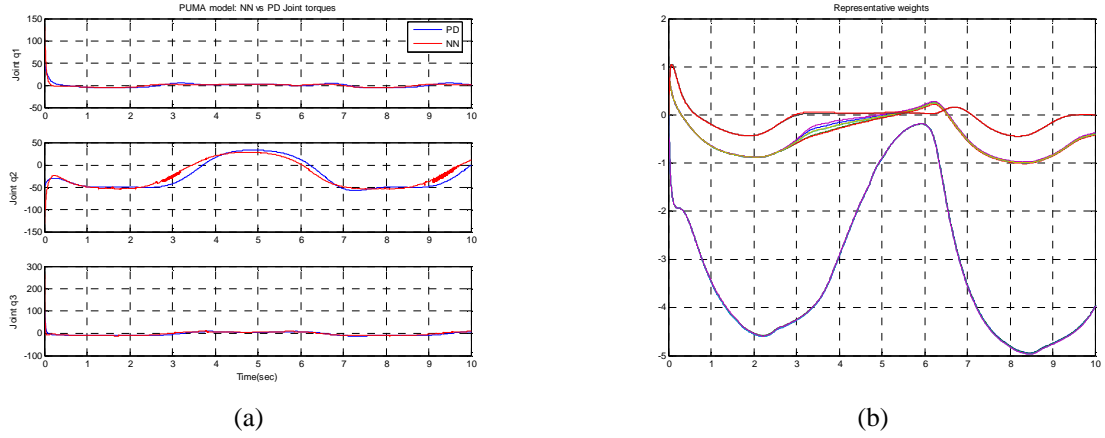 PUMA model: NN vs PD Joint torques
150
100
50
0
-50
Joint q1
PD
NN
0 1 2 3 4 5 6 7 8 9 10
50
0
-50
-100
-150
Joint q2
0 1 2 3 4 5 6 7 8 9 10
300
200
100
0
-100
Joint q3
0 1 2 3 4 5 6 7 8 9 10
Time(sec)
(a)
Representative weights
2
1
0
-1
-2
-3
-4
-5
0 1 2 3 4 5 6 7 8 9 10
(b)